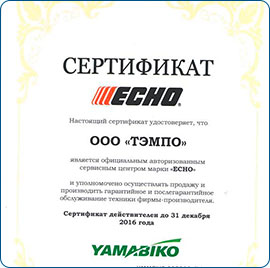 СЕРТИФИКАТ
ECHO®
Настоящий сертификат удостоверяет, что
ООО «ТЭМПО»
является официальным авторизованным
сервисным центром марки «ECHO»
и уполномочено осуществлять продажу и
производить гарантийное и послегарантийное
обслуживание техники фирмы-производителя.
Сертификат действителен до 31 декабря
2016 года
YAMABIKO